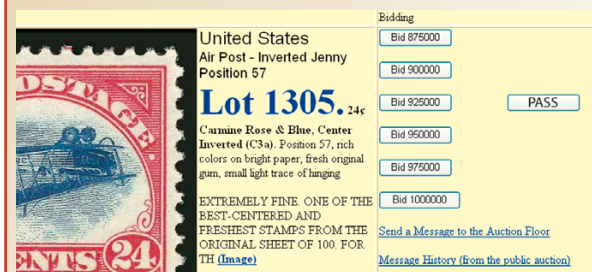 Bidding
United States
Air Post - Inverted Jenny
Position 57
Lot 1305. 24¢
Carmine Rose & Blue, Center
Inverted (C3a). Position 57, rich
colors on bright paper, fresh original
gum, small light trace of hinging
EXTREMELY FINE. ONE OF THE
BEST-CENTERED AND
FRESHEST STAMPS FROM THE
ORIGINAL SHEET OF 100. FOR
TH (Image)
Bid 875000
Bid 900000
Bid 925000
PASS
Bid 950000
Bid 975000
Bid 1000000
Send a Message to the Auction Floor
Message History (from the public auction)
OSTAGE
ENTS 24